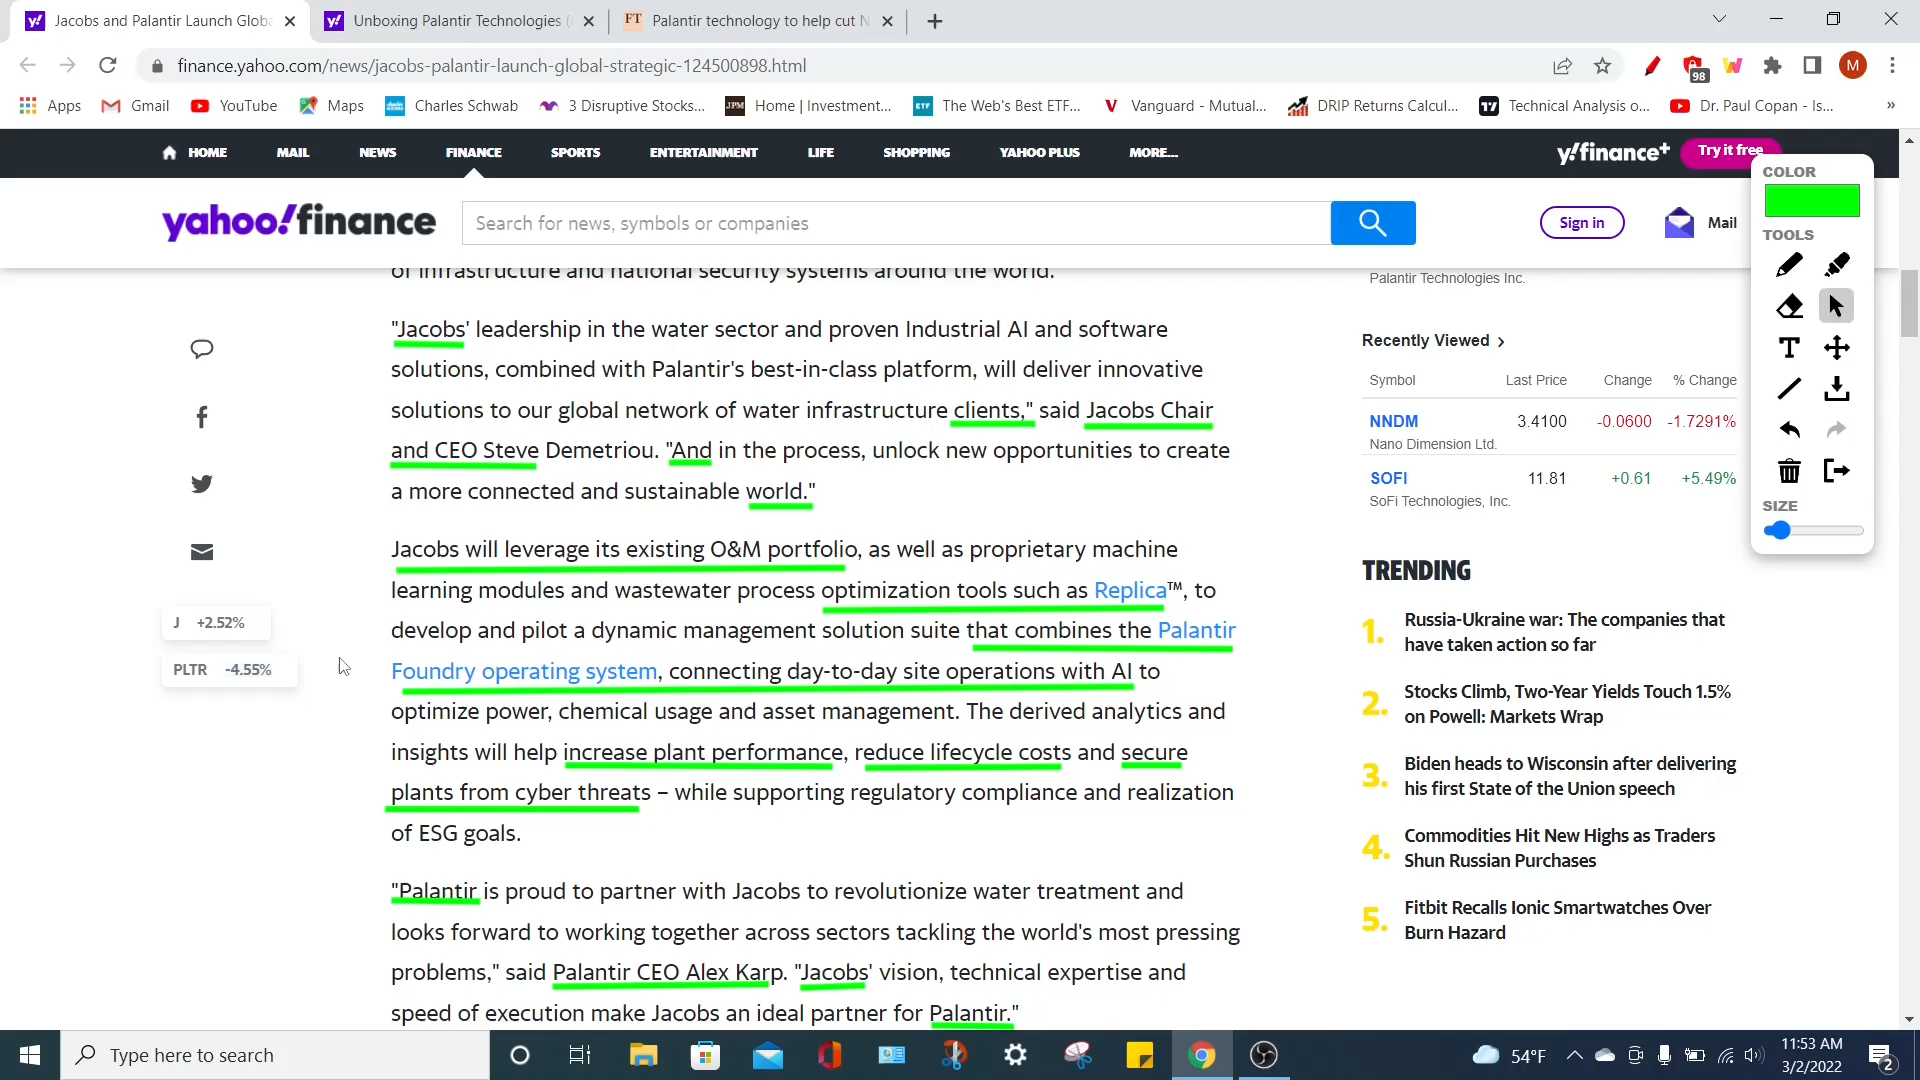 Jacobs and Palantir Launch Globa
Unboxing Palantir Technologies (
FT Palantir technology to help cut N
finance.yahoo.com/news/jacobs-palantir-launch-global-strategic-124500898.html
98
M
Apps
Gmail
YouTube
Maps
Charles Schwab
3 Disruptive Stocks...
JPM Home | Investment...
ETF The Web's Best ETF...
Vanguard - Mutual...
DRIP Returns Calcul...
Technical Analysis o...
Dr. Paul Copan - Is...
»
HOME
MAIL
NEWS
FINANCE
SPORTS
ENTERTAINMENT
LIFE
SHOPPING
YAHOO PLUS
MORE...
y!finance+
Try it free
yahoo!finance
Search for news, symbols or companies
Sign in
Mail
COLOR
TOOLS
SIZE
of infrastructure and national security systems around the world.
"Jacobs' leadership in the water sector and proven Industrial AI and software
solutions, combined with Palantir's best-in-class platform, will deliver innovative
solutions to our global network of water infrastructure clients," said Jacobs Chair
and CEO Steve Demetriou. "And in the process, unlock new opportunities to create
a more connected and sustainable world."
Jacobs will leverage its existing O&M portfolio, as well as proprietary machine
learning modules and wastewater process optimization tools such as Replica™, to
develop and pilot a dynamic management solution suite that combines the Palantir
Foundry operating system, connecting day-to-day site operations with AI to
optimize power, chemical usage and asset management. The derived analytics and
insights will help increase plant performance, reduce lifecycle costs and secure
plants from cyber threats – while supporting regulatory compliance and realization
of ESG goals.
"Palantir is proud to partner with Jacobs to revolutionize water treatment and
looks forward to working together across sectors tackling the world's most pressing
problems," said Palantir CEO Alex Karp. "Jacobs' vision, technical expertise and
speed of execution make Jacobs an ideal partner for Palantir."
J +2.52%
PLTR -4.55%
Palantir Technologies Inc.
Recently Viewed
Symbol Last Price Change % Change
NNDM 3.4100 -0.0600 -1.7291%
Nano Dimension Ltd.
SOFI 11.81 +0.61 +5.49%
SoFi Technologies, Inc.
TRENDING
1. Russia-Ukraine war: The companies that
have taken action so far
2. Stocks Climb, Two-Year Yields Touch 1.5%
on Powell: Markets Wrap
3. Biden heads to Wisconsin after delivering
his first State of the Union speech
4. Commodities Hit New Highs as Traders
Shun Russian Purchases
5. Fitbit Recalls Ionic Smartwatches Over
Burn Hazard
Type here to search
54°F
11:53 AM
3/2/2022
2